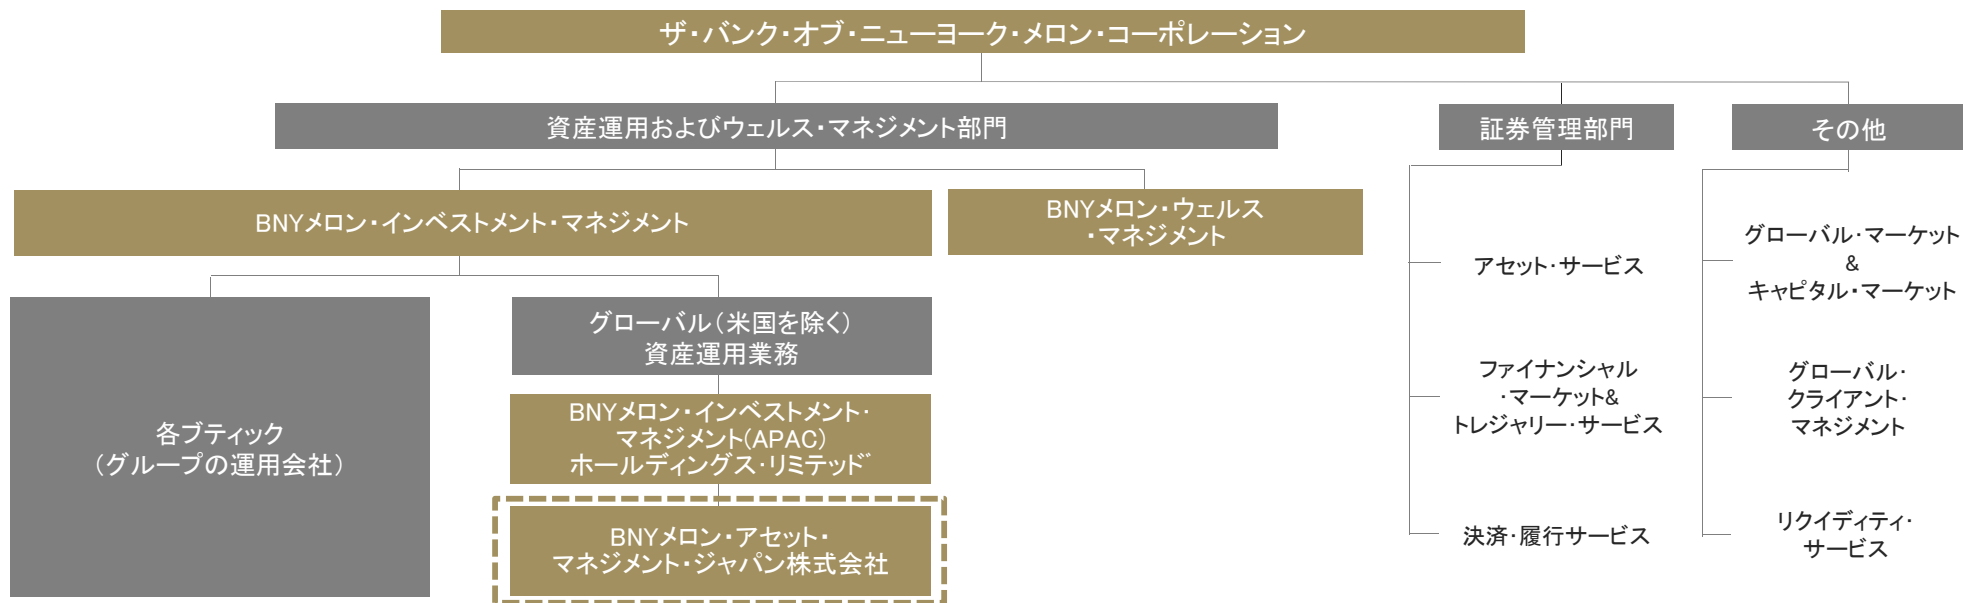 ザ・バンク・オブ・ニューヨーク・メロン・コーポレーション
資産運用およびウェルス・マネジメント部門
証券管理部門
その他
BNYメロン・インベストメント・マネジメント
BNYメロン・ウェルス
・マネジメント
各ブティック
（グループの運用会社）
グローバル（米国を除く）
資産運用業務
BNYメロン・インベストメント・
マネジメント(APAC)
ホールディングス・リミテッドﾞ
BNYメロン・アセット・
マネジメント・ジャパン株式会社
アセット・サービス
ファイナンシャル
・マーケット&
トレジャリー・サービス
決済・履行サービス
グローバル・マーケット
&
キャピタル・マーケット
グローバル・
クライアント・
マネジメント
リクイディティ・
サービス